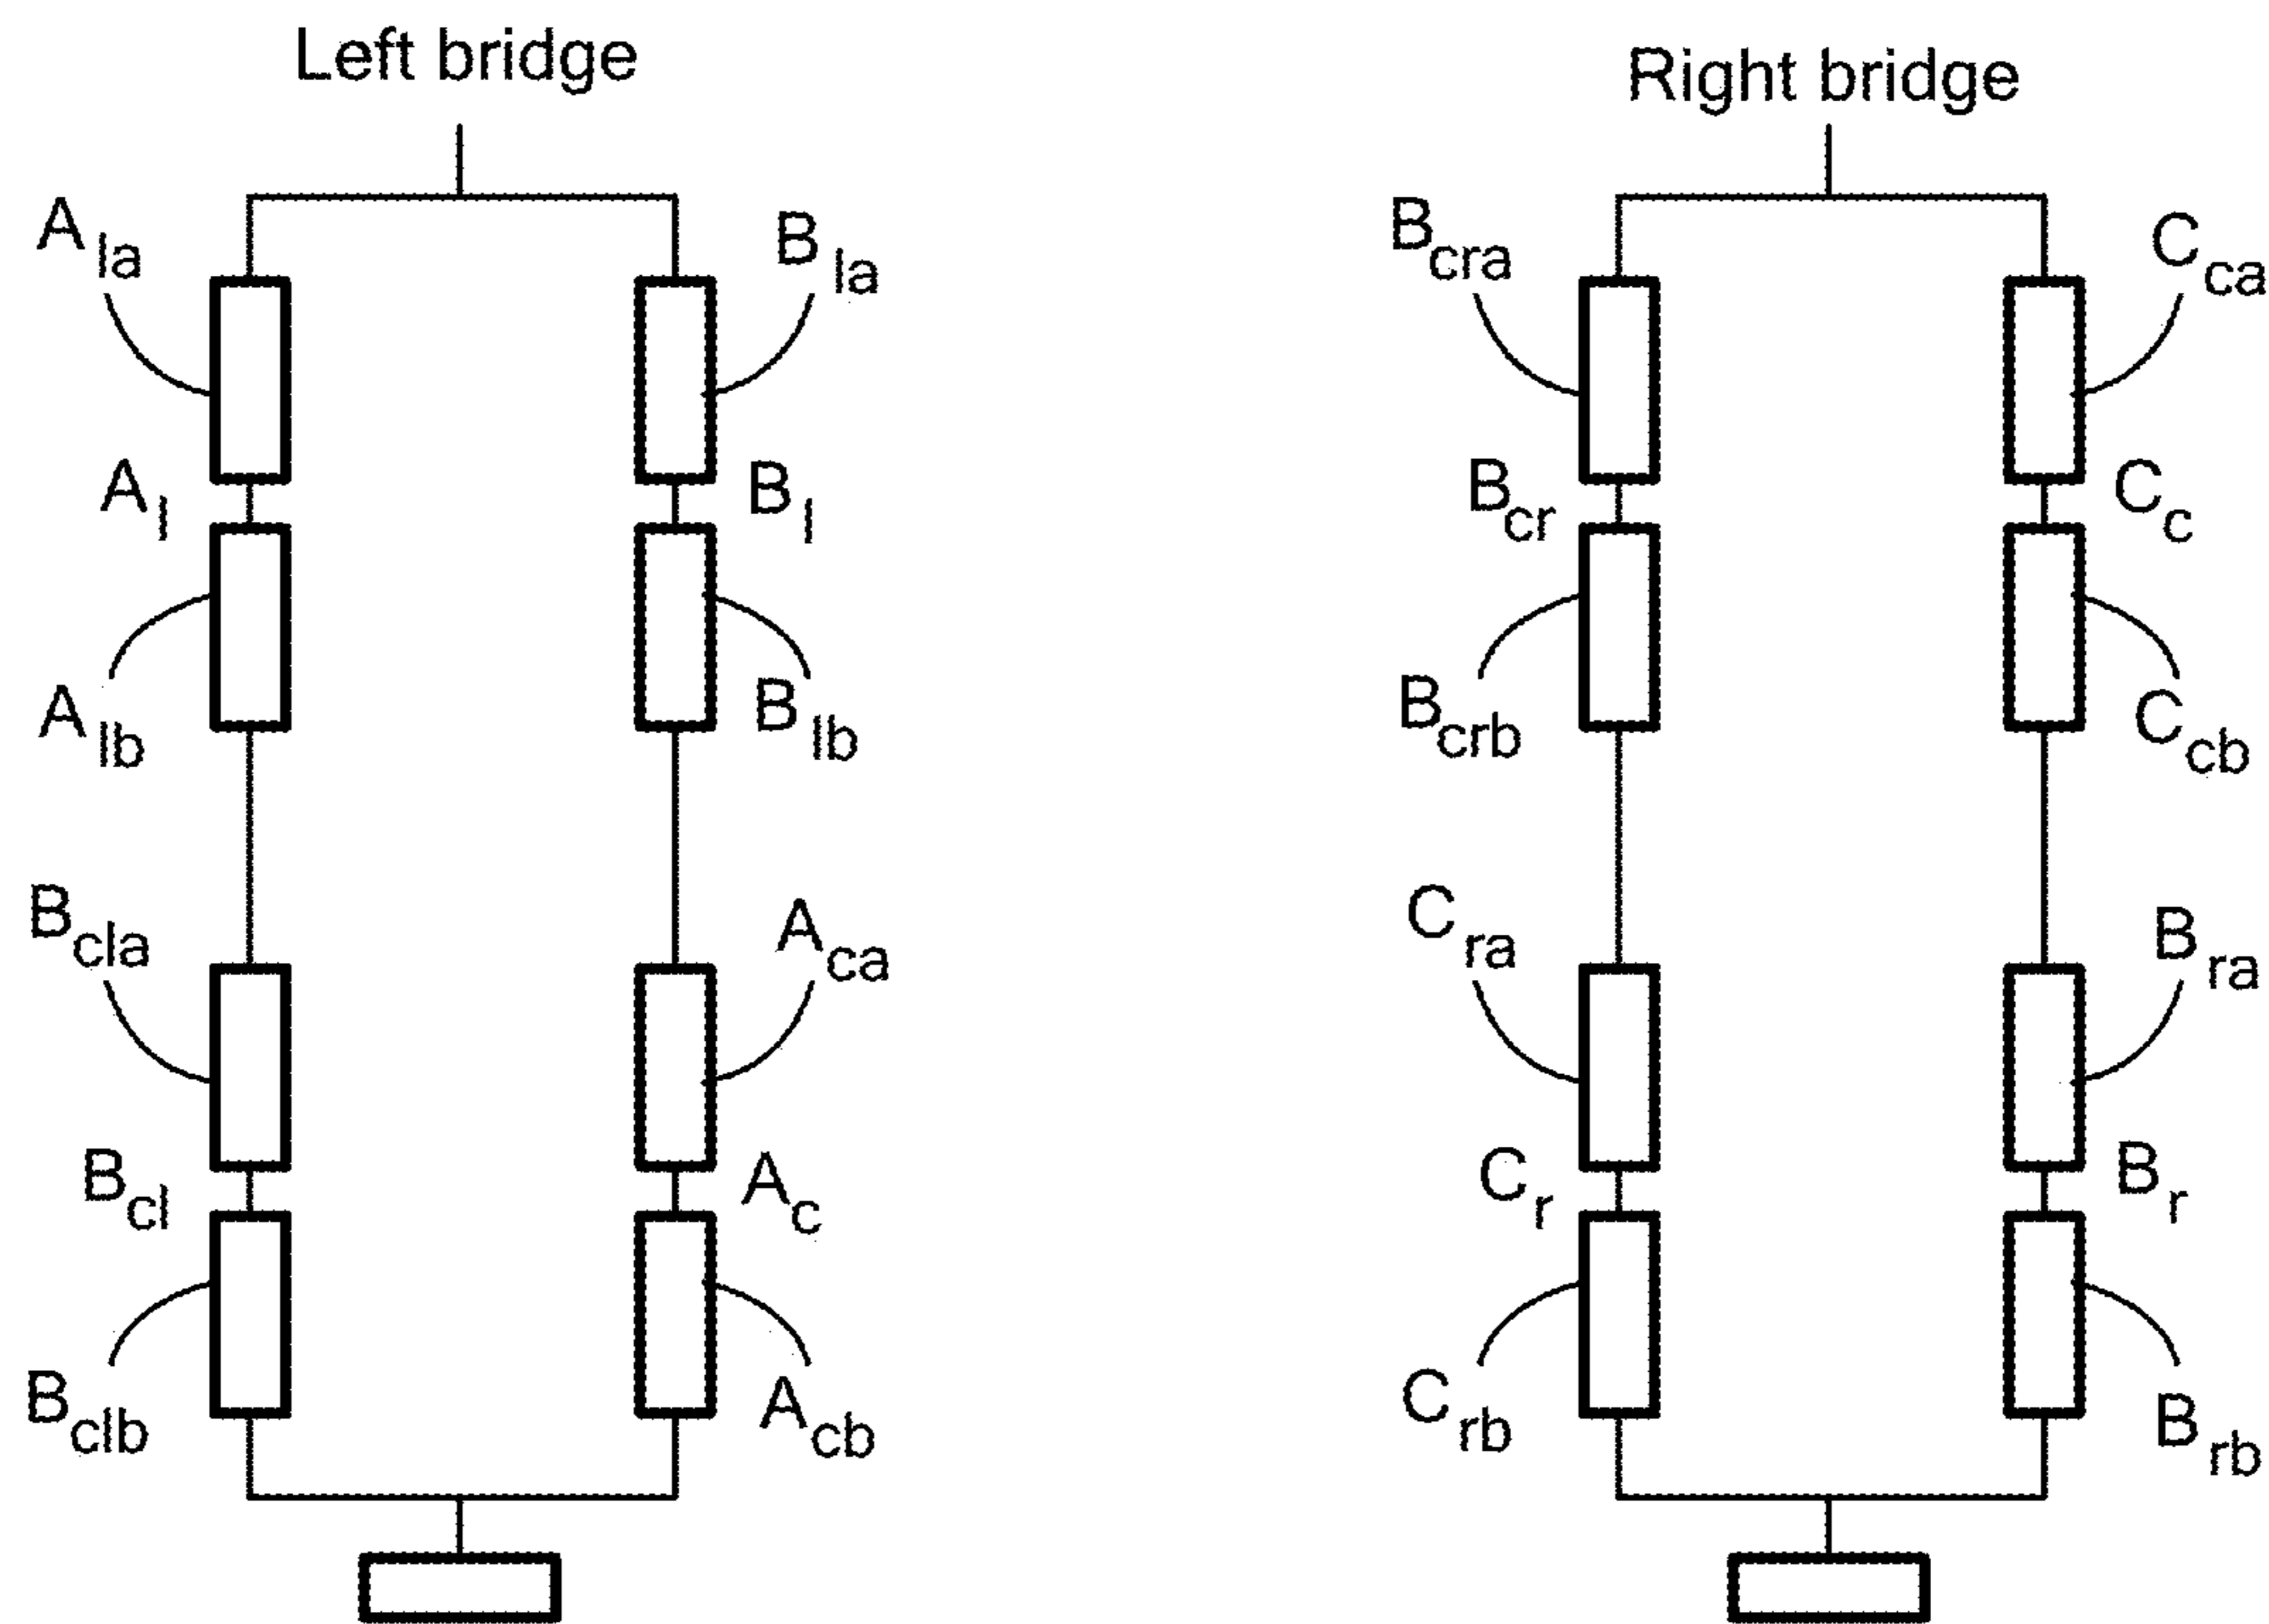 Left bridge
A la
B la
A l
B l
A lb
B lb
B cla
A ca
B cl
A c
B clb
A cb
Right bridge
B cra
C ca
B cr
C c
B crb
C cb
C ra
B ra
C r
B r
C rb
B rb